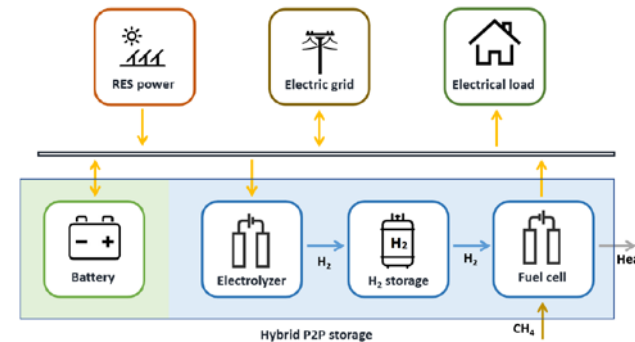 RES power
Electric grid
Electrical load
Battery
Electrolyzer
H₂
H₂
H₂ storage
H₂
Fuel cell
Hea
CH₄
Hybrid P2P storage